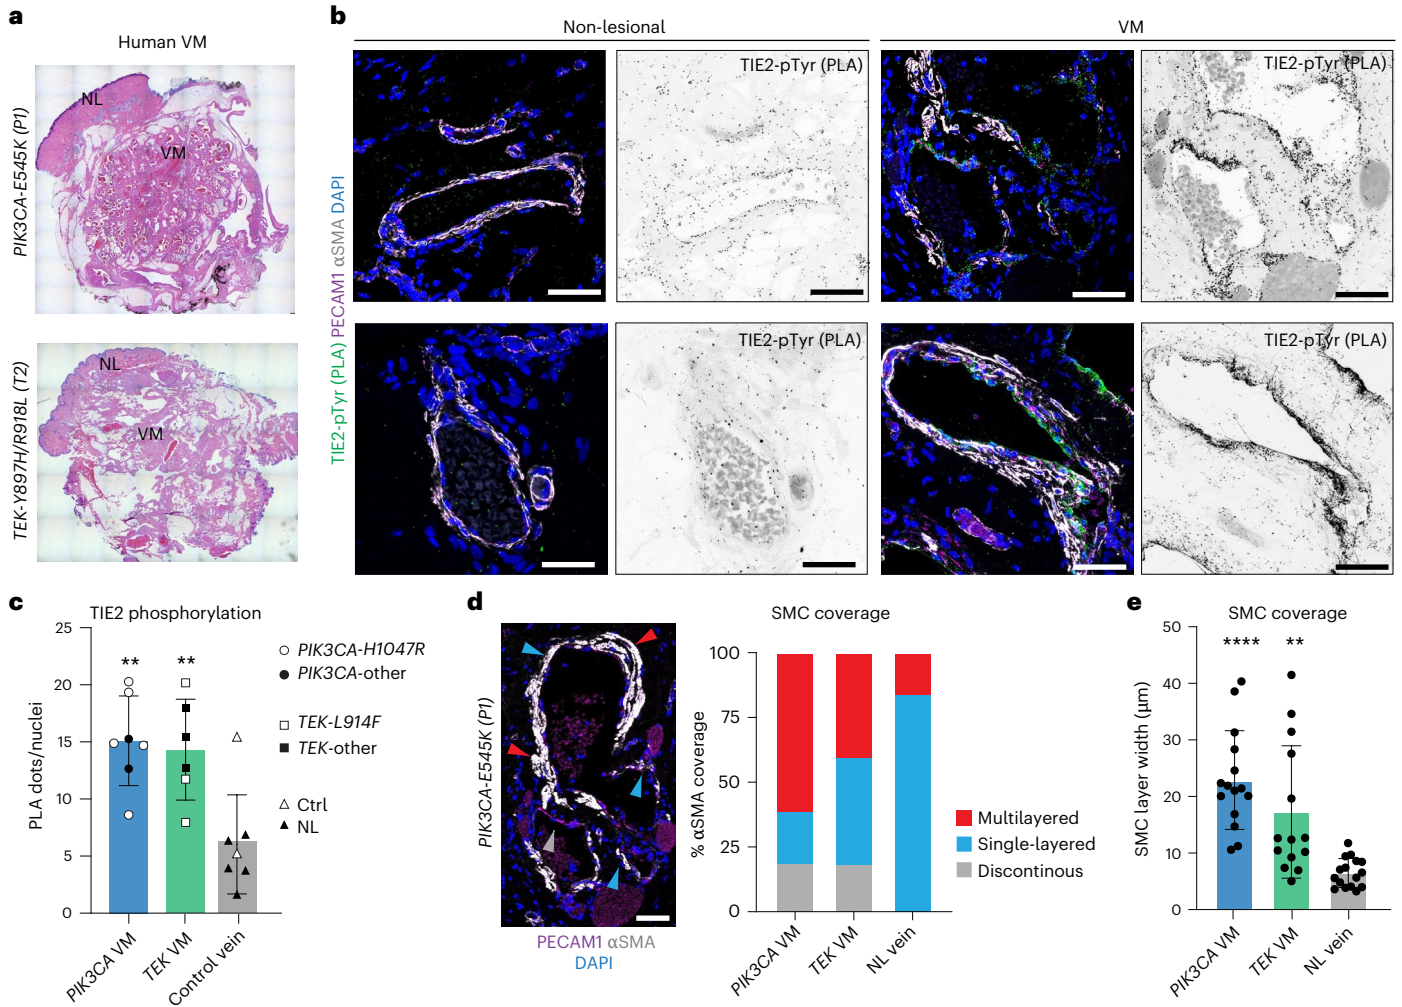 a
Human VM
PIK3CA-E545K (P1)
NL
VM
TEK-Y897H/R918L (T2)
NL
VM
b
Non-lesional
VM
TIE2-pTyr (PLA) PECAM1 αSMA DAPI
TIE2-pTyr (PLA)
TIE2-pTyr (PLA)
TIE2-pTyr (PLA)
TIE2-pTyr (PLA)
c
TIE2 phosphorylation
PLA dots/nuclei
25
20
15
10
5
0
**
**
PIK3CA VM
TEK VM
Control vein
PIK3CA-H1047R
PIK3CA-other
TEK-L914F
TEK-other
Ctrl
NL
d
PIK3CA-E545K (P1)
PECAM1 αSMA
DAPI
SMC coverage
% αSMA coverage
100
75
50
25
0
PIK3CA VM
TEK VM
NL vein
Multilayered
Single-layered
Discontinous
e
SMC coverage
SMC layer width (μm)
50
40
30
20
10
0
****
**
PIK3CA VM
TEK VM
NL vein